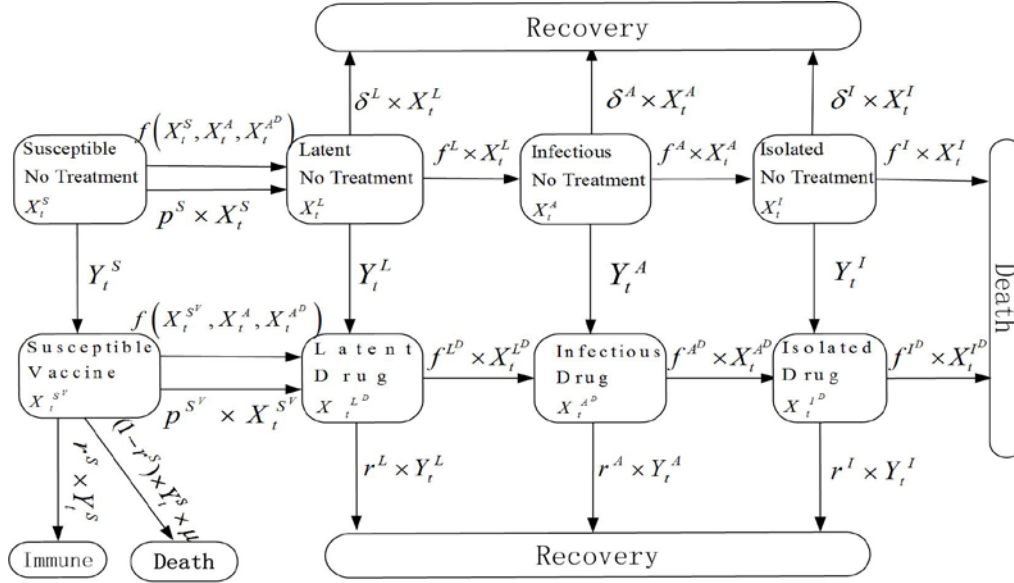 Recovery
δ^L × X_t^L
δ^A × X_t^A
δ^I × X_t^I
f(X_t^S, X_t^A, X_t^{A^D})
Susceptible
No Treatment
X_t^S
p^S × X_t^S
Latent
No Treatment
X_t^L
f^L × X_t^L
Infectious
No Treatment
X_t^A
f^A × X_t^A
Isolated
No Treatment
X_t^I
f^I × X_t^I
Death
Y_t^S
Y_t^L
Y_t^A
Y_t^I
f(X_t^{S^V}, X_t^A, X_t^{A^D})
Susceptible
Vaccine
X_t^{S^V}
p^{S^V} × X_t^{S^V}
Latent
Drug
X_t^{L^D}
f^{L^D} × X_t^{L^D}
Infectious
Drug
X_t^{A^D}
f^{A^D} × X_t^{A^D}
Isolated
Drug
X_t^{I^D}
f^{I^D} × X_t^{I^D}
r^S × Y_t^S
(1-r^S) × Y_t^S × μ
r^L × Y_t^L
r^A × Y_t^A
r^I × Y_t^I
Immune
Death
Recovery